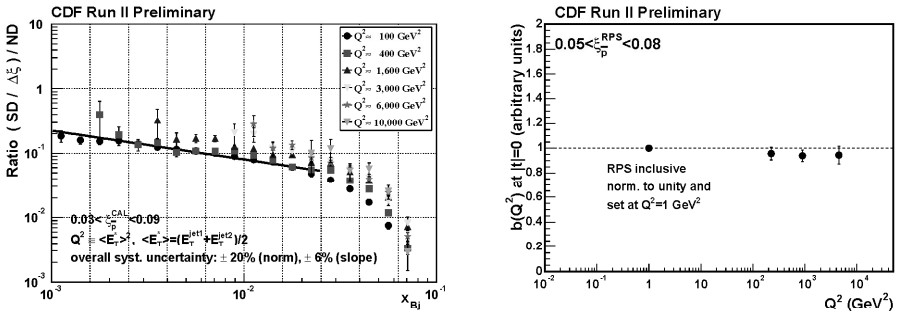 CDF Run II Preliminary
Ratio ( SD / Δξ ) / ND
10
1
10⁻¹
10⁻²
10⁻³
Q²≈ 100 GeV²
Q²≈ 400 GeV²
Q²≈ 1,600 GeV²
Q²≈ 3,000 GeV²
Q²≈ 6,000 GeV²
Q²≈ 10,000 GeV²
0.03<ξ_p̄^CAL<0.09
Q² ≡ <E_T*>², <E_T*>=(E_T^jet1+E_T^jet2)/2
overall syst. uncertainty: ± 20% (norm), ± 6% (slope)
10⁻³ 10⁻² 10⁻¹
x_Bj
CDF Run II Preliminary
b(Q²) at |t|=0 (arbitrary units)
2
1.8
1.6
1.4
1.2
1
0.8
0.6
0.4
0.2
0
0.05<ξ_p̄^RPS<0.08
RPS inclusive
norm. to unity and
set at Q²=1 GeV²
10⁻² 10⁻¹ 1 10 10² 10³ 10⁴ 10⁵
Q² (GeV²)